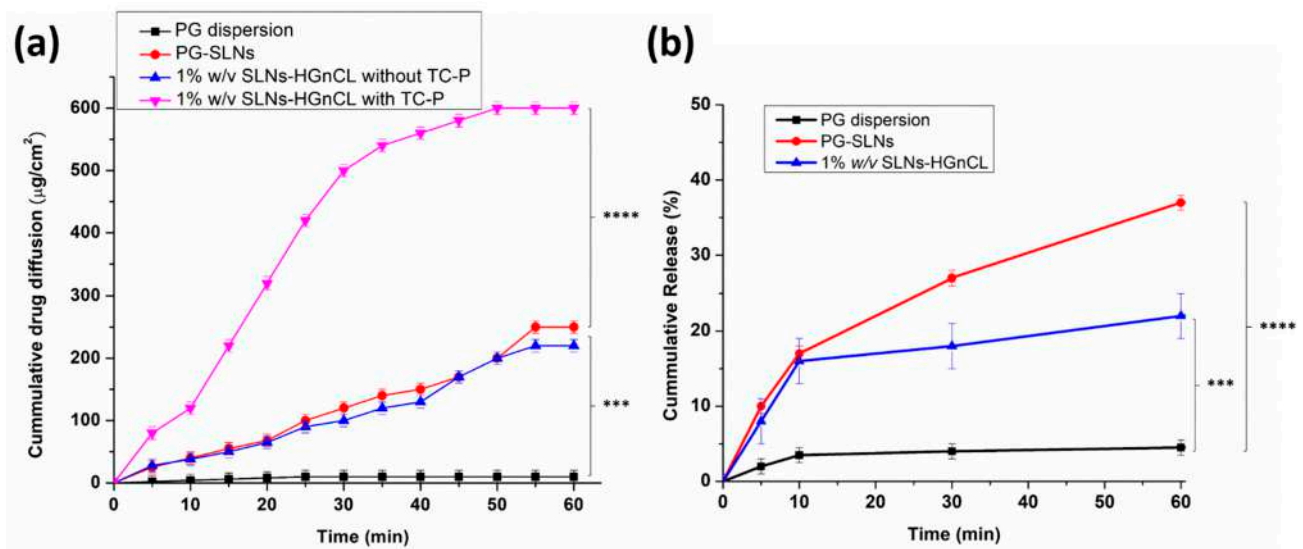 (a)
PG dispersion
PG-SLNs
1% w/v SLNs-HGnCL without TC-P
1% w/v SLNs-HGnCL with TC-P
Cummulative drug diffusion (µg/cm²)
600
500
400
300
200
100
0
0 10 20 30 40 50 60
Time (min)
****
***
(b)
PG dispersion
PG-SLNs
1% w/v SLNs-HGnCL
Cummulative Release (%)
50
40
30
20
10
0
0 10 20 30 40 50 60
Time (min)
***
****